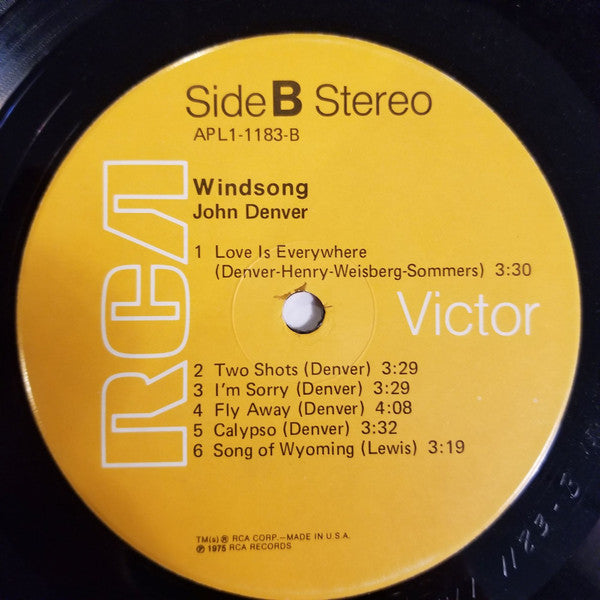 Side B Stereo
APL1-1183-B
RCA
Windsong
John Denver
1 Love Is Everywhere
(Denver-Henry-Weisberg-Sommers) 3:30
Victor
2 Two Shots (Denver) 3:29
3 I'm Sorry (Denver) 3:29
4 Fly Away (Denver) 4:08
5 Calypso (Denver) 3:32
6 Song of Wyoming (Lewis) 3:19
TM(s) ® RCA CORP.—MADE IN U.S.A.
℗ 1975 RCA RECORDS
1183-